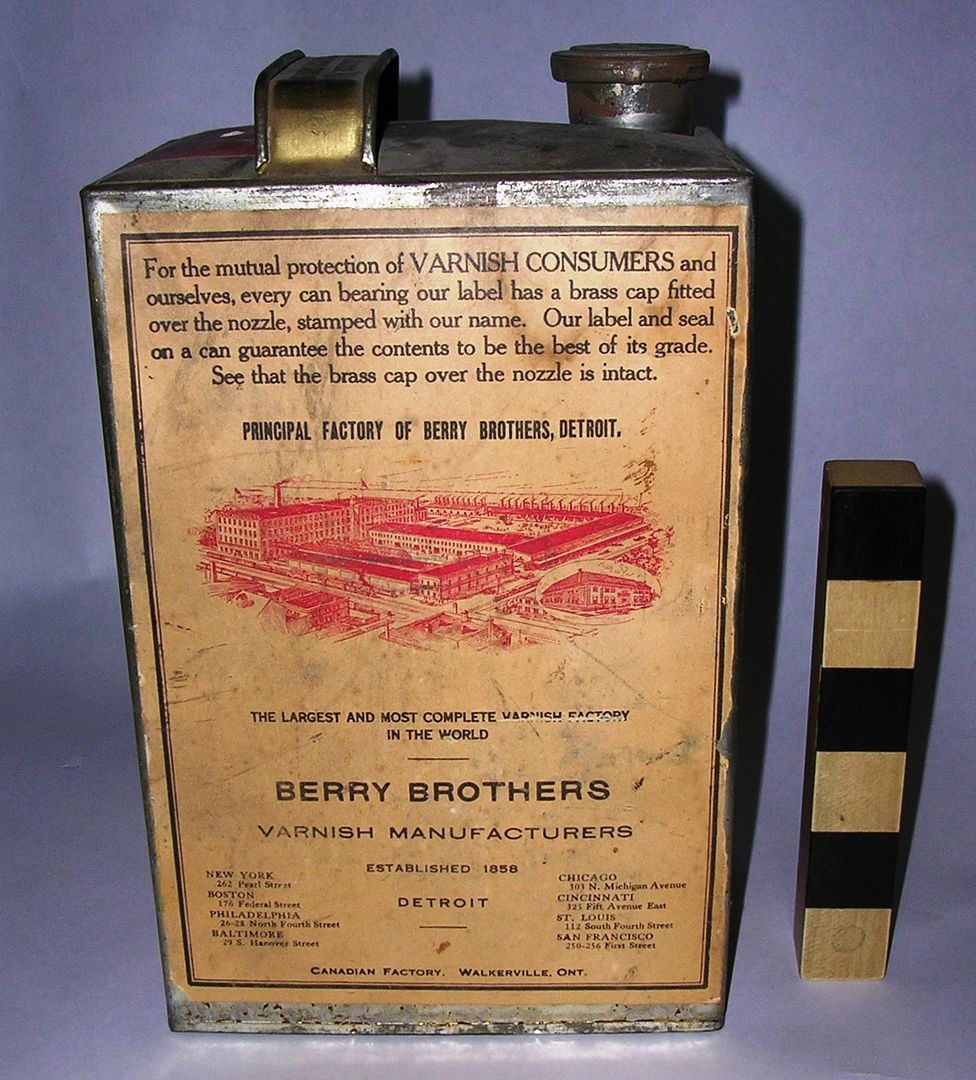 For the mutual protection of VARNISH CONSUMERS and
ourselves, every can bearing our label has a brass cap fitted
over the nozzle, stamped with our name. Our label and seal
on a can guarantee the contents to be the best of its grade.
See that the brass cap over the nozzle is intact.
PRINCIPAL FACTORY OF BERRY BROTHERS, DETROIT.
THE LARGEST AND MOST COMPLETE VARNISH FACTORY
IN THE WORLD
BERRY BROTHERS
VARNISH MANUFACTURERS
ESTABLISHED 1858
DETROIT
NEW YORK
262 Pearl Street
BOSTON
176 Federal Street
PHILADELPHIA
26-28 North Fourth Street
BALTIMORE
29 S. Hanover Street
CHICAGO
303 N. Michigan Avenue
CINCINNATI
325 Fift Avenue East
ST. LOUIS
112 South Fourth Street
SAN FRANCISCO
250-256 First Street
CANADIAN FACTORY, WALKERVILLE, ONT.